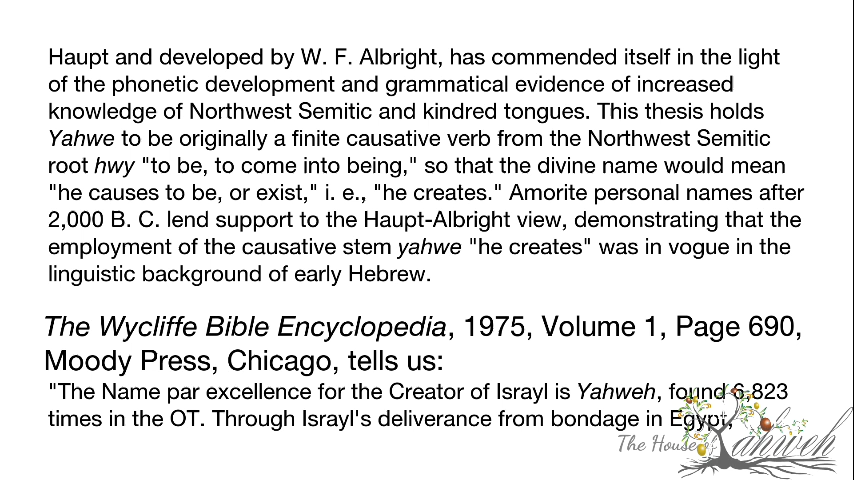 Haupt and developed by W. F. Albright, has commended itself in the light
of the phonetic development and grammatical evidence of increased
knowledge of Northwest Semitic and kindred tongues. This thesis holds
Yahwe to be originally a finite causative verb from the Northwest Semitic
root hwy "to be, to come into being," so that the divine name would mean
"he causes to be, or exist," i. e., "he creates." Amorite personal names after
2,000 B. C. lend support to the Haupt-Albright view, demonstrating that the
employment of the causative stem yahwe "he creates" was in vogue in the
linguistic background of early Hebrew.
The Wycliffe Bible Encyclopedia, 1975, Volume 1, Page 690,
Moody Press, Chicago, tells us:
"The Name par excellence for the Creator of Israyl is Yahweh, found 6,823
times in the OT. Through Israyl's deliverance from bondage in Egypt,
The House of Yahweh